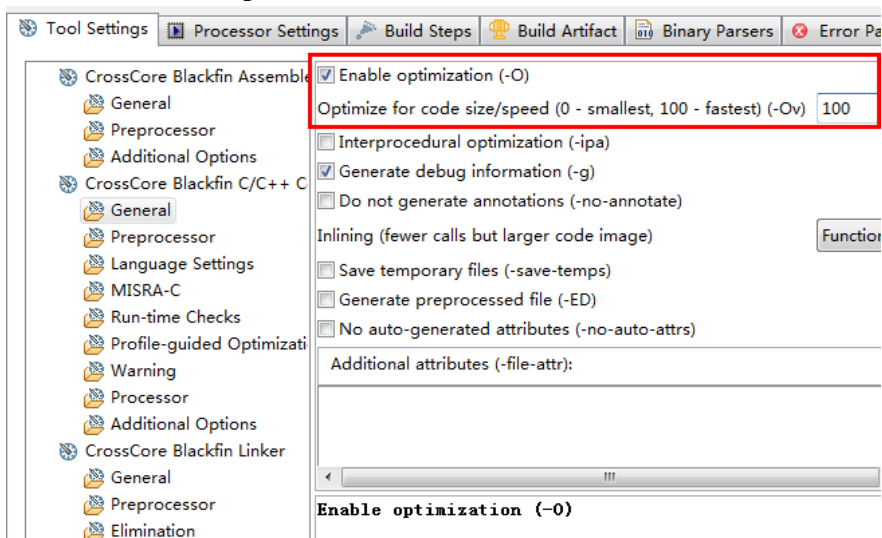 Tool Settings Processor Settings Build Steps Build Artifact Binary Parsers Error Pa
CrossCore Blackfin Assemble
General
Preprocessor
Additional Options
CrossCore Blackfin C/C++ C
General
Preprocessor
Language Settings
MISRA-C
Run-time Checks
Profile-guided Optimizati
Warning
Processor
Additional Options
CrossCore Blackfin Linker
General
Preprocessor
Elimination
Enable optimization (-O)
Optimize for code size/speed (0 - smallest, 100 - fastest) (-Ov) 100
Interprocedural optimization (-ipa)
Generate debug information (-g)
Do not generate annotations (-no-annotate)
Inlining (fewer calls but larger code image) Function
Save temporary files (-save-temps)
Generate preprocessed file (-ED)
No auto-generated attributes (-no-auto-attrs)
Additional attributes (-file-attr):
Enable optimization (-O)